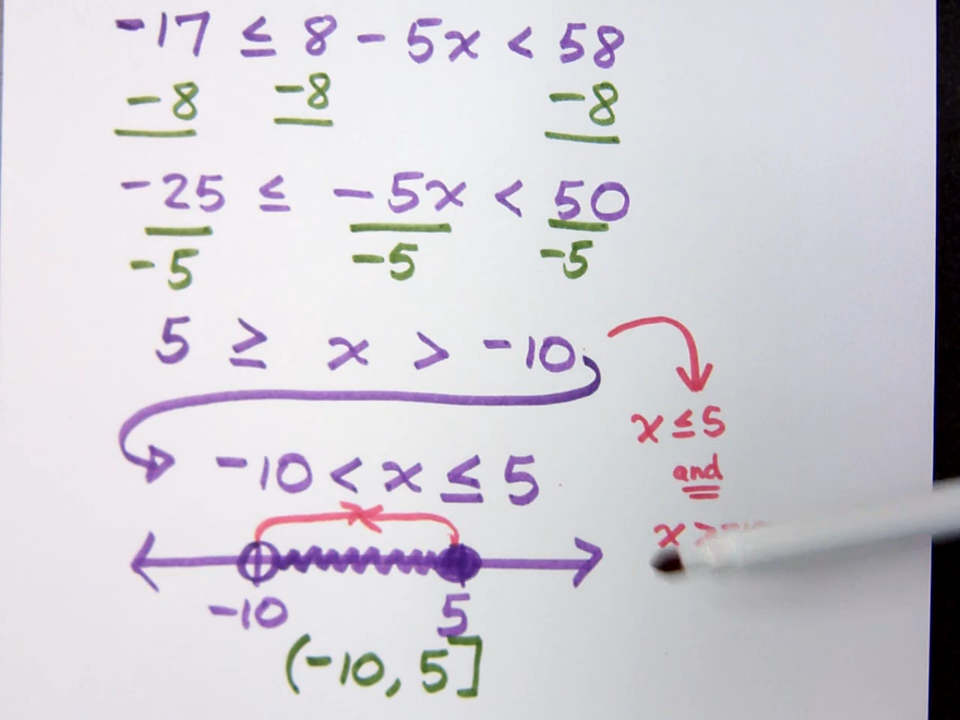 -17 ≤ 8 - 5x < 58
-8 -8 -8
-25 ≤ -5x < 50
-5 -5 -5
5 ≥ x > -10
x ≤ 5
and
x >
-10 < x ≤ 5
x
-10 5
(-10, 5]